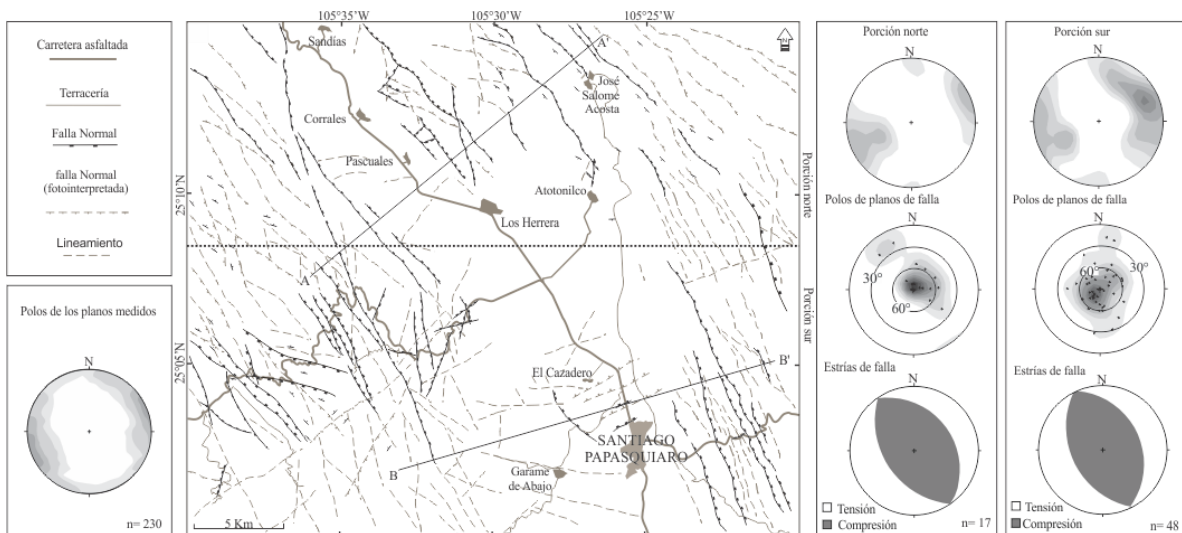 Carretera asfaltada
Terracería
Falla Normal
falla Normal
(fotointerpretada)
Lineamiento
Polos de los planos medidos
N
n= 230
105°35'W
105°30'W
105°25'W
25°10'N
25°05'N
N
Sandías
A'
José
Salome
Acosta
Corrales
Pascuales
Atotonilco
Los Herrera
A
El Cazadero
B'
SANTIAGO
PAPASQUIARO
B
Garame
de Abajo
5 Km
Porción norte
Porción sur
Porción norte
N
Polos de planos de falla
N
30°
60°
Estrías de falla
N
Tensión
Compresión
n= 17
Porción sur
N
Polos de planos de falla
N
60°
30°
Estrías de falla
N
Tensión
Compresión
n= 48